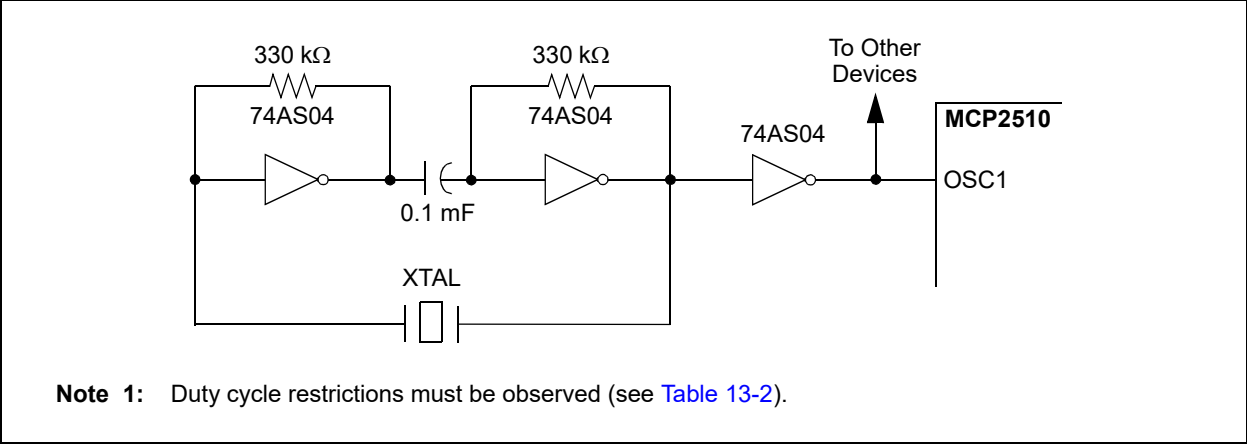 330 kΩ
330 kΩ
To Other
Devices
74AS04
74AS04
74AS04
MCP2510
OSC1
0.1 mF
XTAL
Note 1: Duty cycle restrictions must be observed (see Table 13-2).